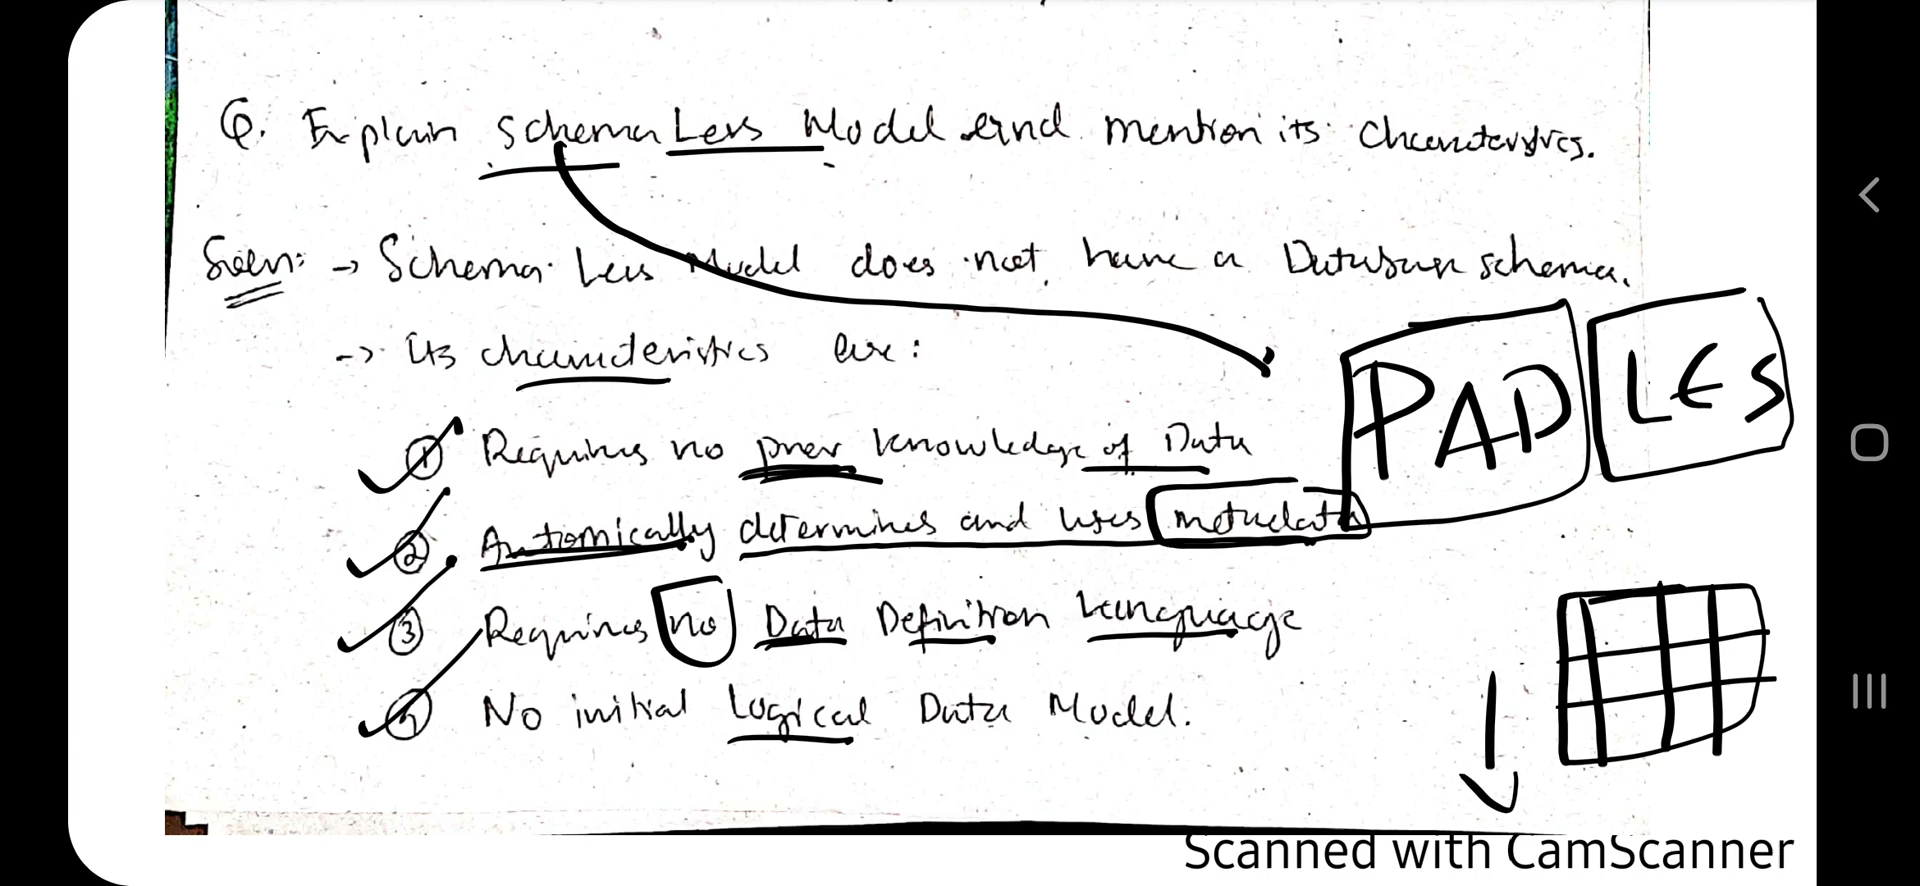 Q. Explain Schema Less Model and mention its characteristics.
Soln: -> Schema Less Model does not have a Database schema.
-> Its characteristics are:
PAD LES
① Requires no prior knowledge of Data
② Automically determines and uses metadata
③ Requires no Data Definition Language
④ No initial Logical Data Model.
Scanned with CamScanner